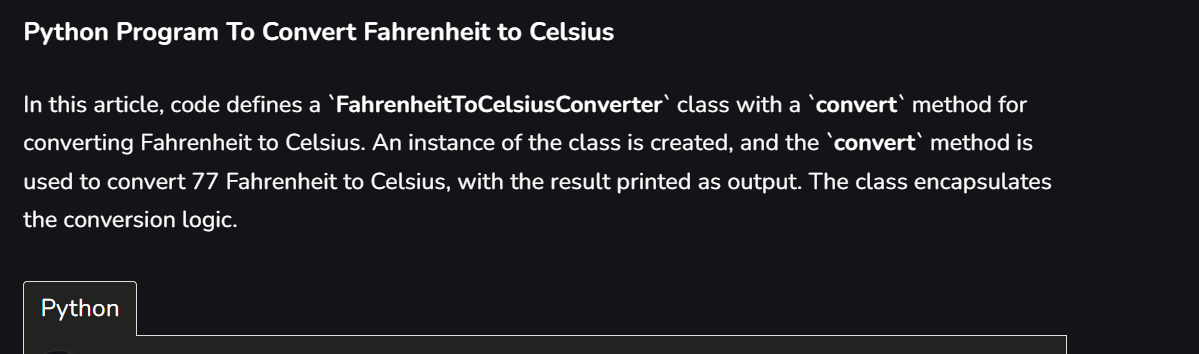 Python Program To Convert Fahrenheit to Celsius
In this article, code defines a `FahrenheitToCelsiusConverter` class with a `convert` method for
converting Fahrenheit to Celsius. An instance of the class is created, and the `convert` method is
used to convert 77 Fahrenheit to Celsius, with the result printed as output. The class encapsulates
the conversion logic.
Python